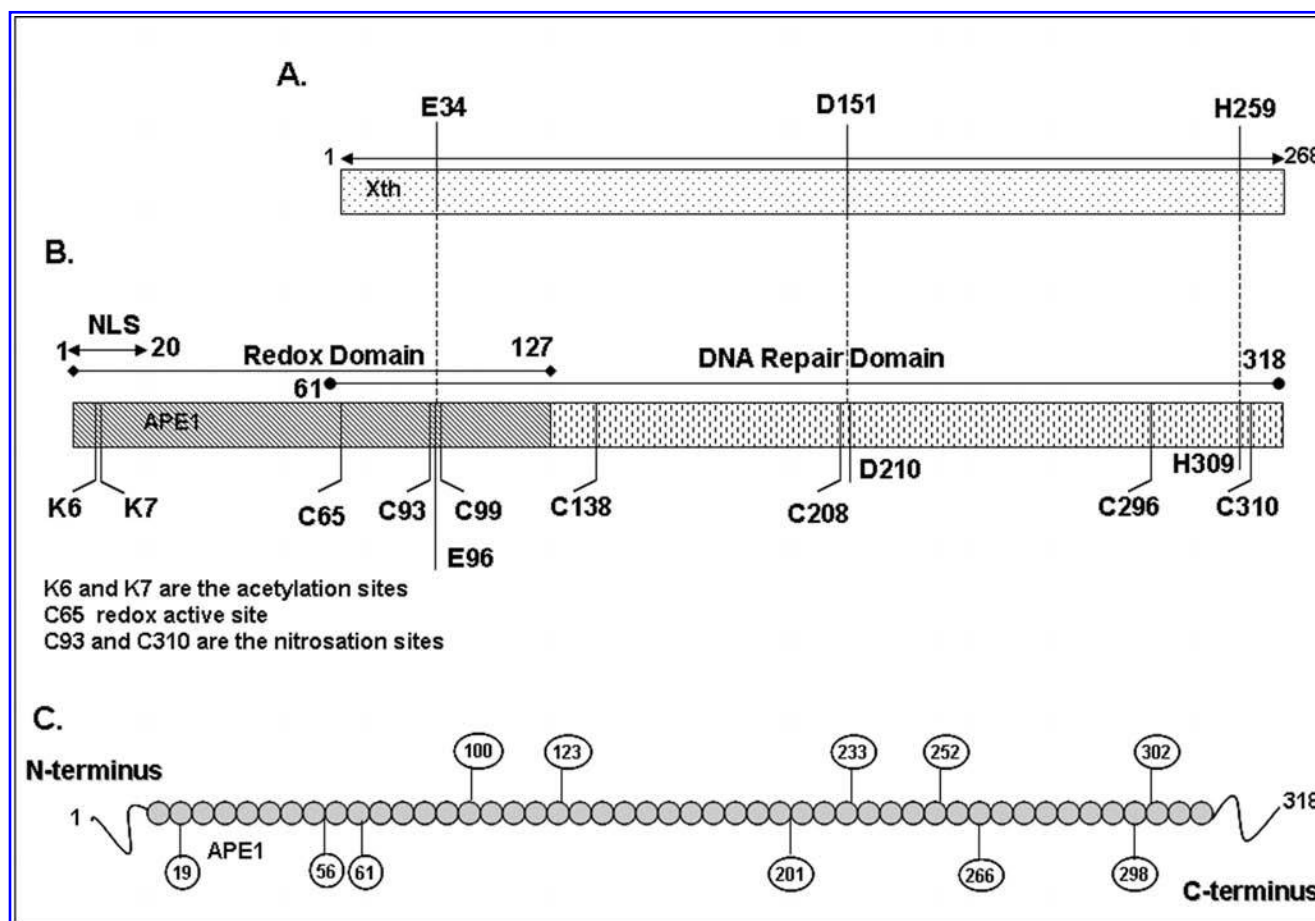 A.
E34 D151 H259
1 268
Xth
B.
NLS
1 20 Redox Domain 127 DNA Repair Domain 318
61
APE1
K6 K7 C65 C93 C99 C138 C208 D210 C296 H309 C310
E96
K6 and K7 are the acetylation sites
C65 redox active site
C93 and C310 are the nitrosation sites
C.
100 123 233 252 302
N-terminus
1 318
APE1
19 56 61 201 266 298
C-terminus